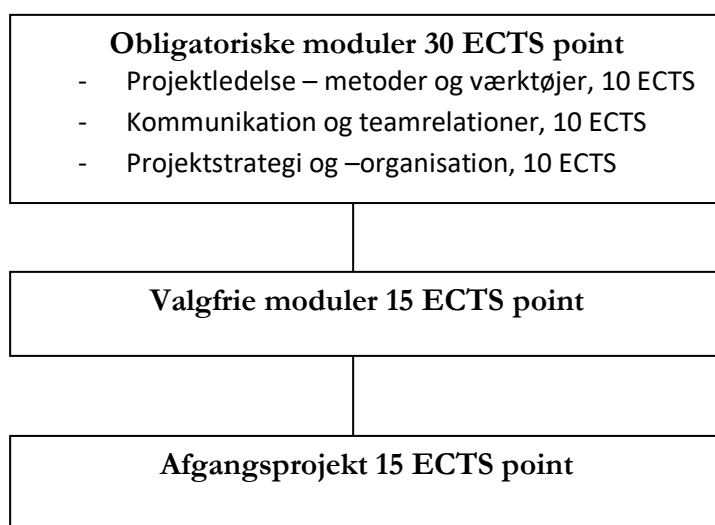 Obligatoriske moduler 30 ECTS point
- Projektledelse – metoder og værktøjer, 10 ECTS
- Kommunikation og teamrelationer, 10 ECTS
- Projektstrategi og –organisation, 10 ECTS
Valgfrie moduler 15 ECTS point
Afgangsprojekt 15 ECTS point